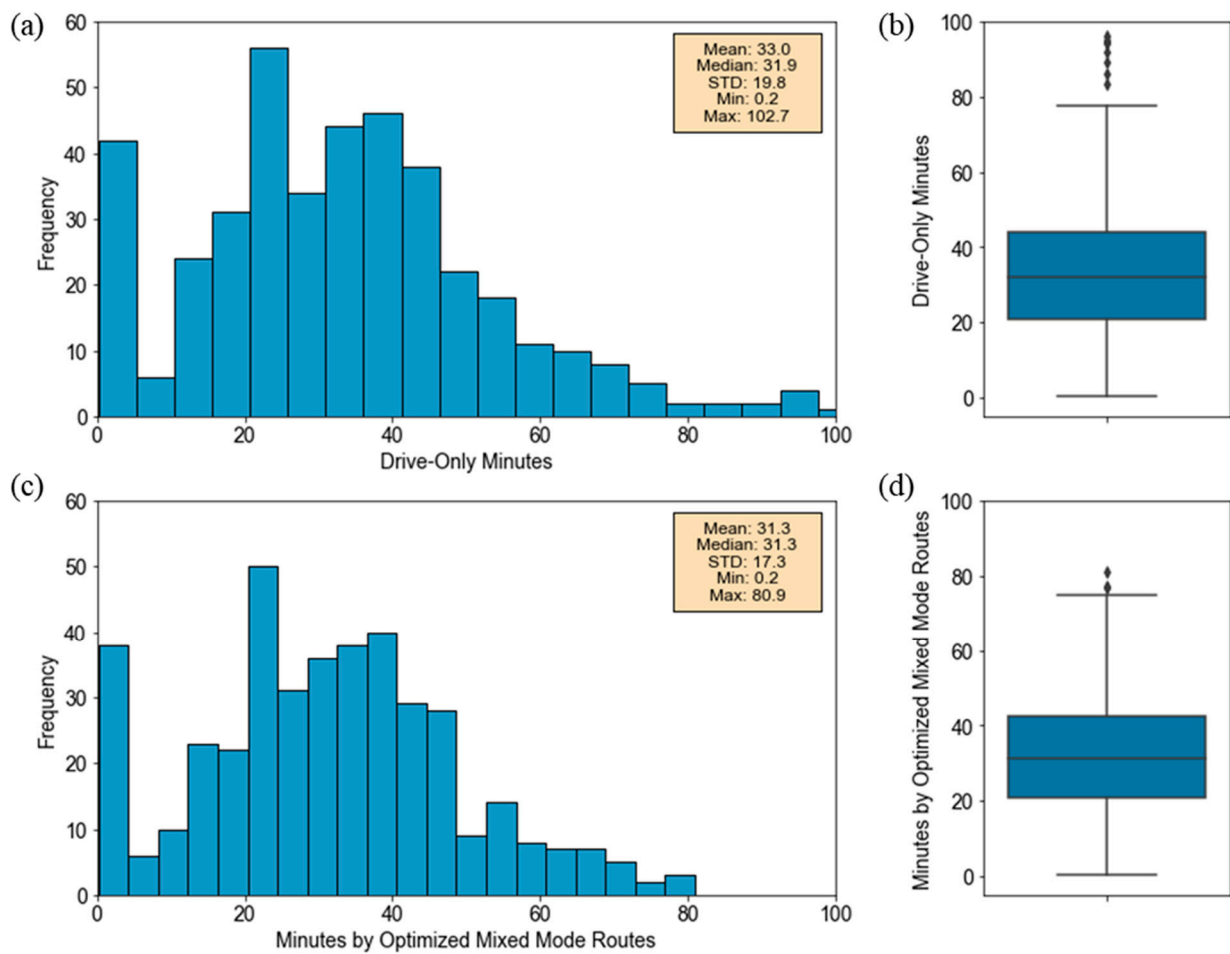 (a)
60
50
40
30
20
10
0
Frequency
Mean: 33.0
Median: 31.9
STD: 19.8
Min: 0.2
Max: 102.7
0 20 40 60 80 100
Drive-Only Minutes
(b)
100
80
60
40
20
0
Drive-Only Minutes
(c)
60
50
40
30
20
10
0
Frequency
Mean: 31.3
Median: 31.3
STD: 17.3
Min: 0.2
Max: 80.9
0 20 40 60 80 100
Minutes by Optimized Mixed Mode Routes
(d)
100
80
60
40
20
0
Minutes by Optimized Mixed Mode Routes